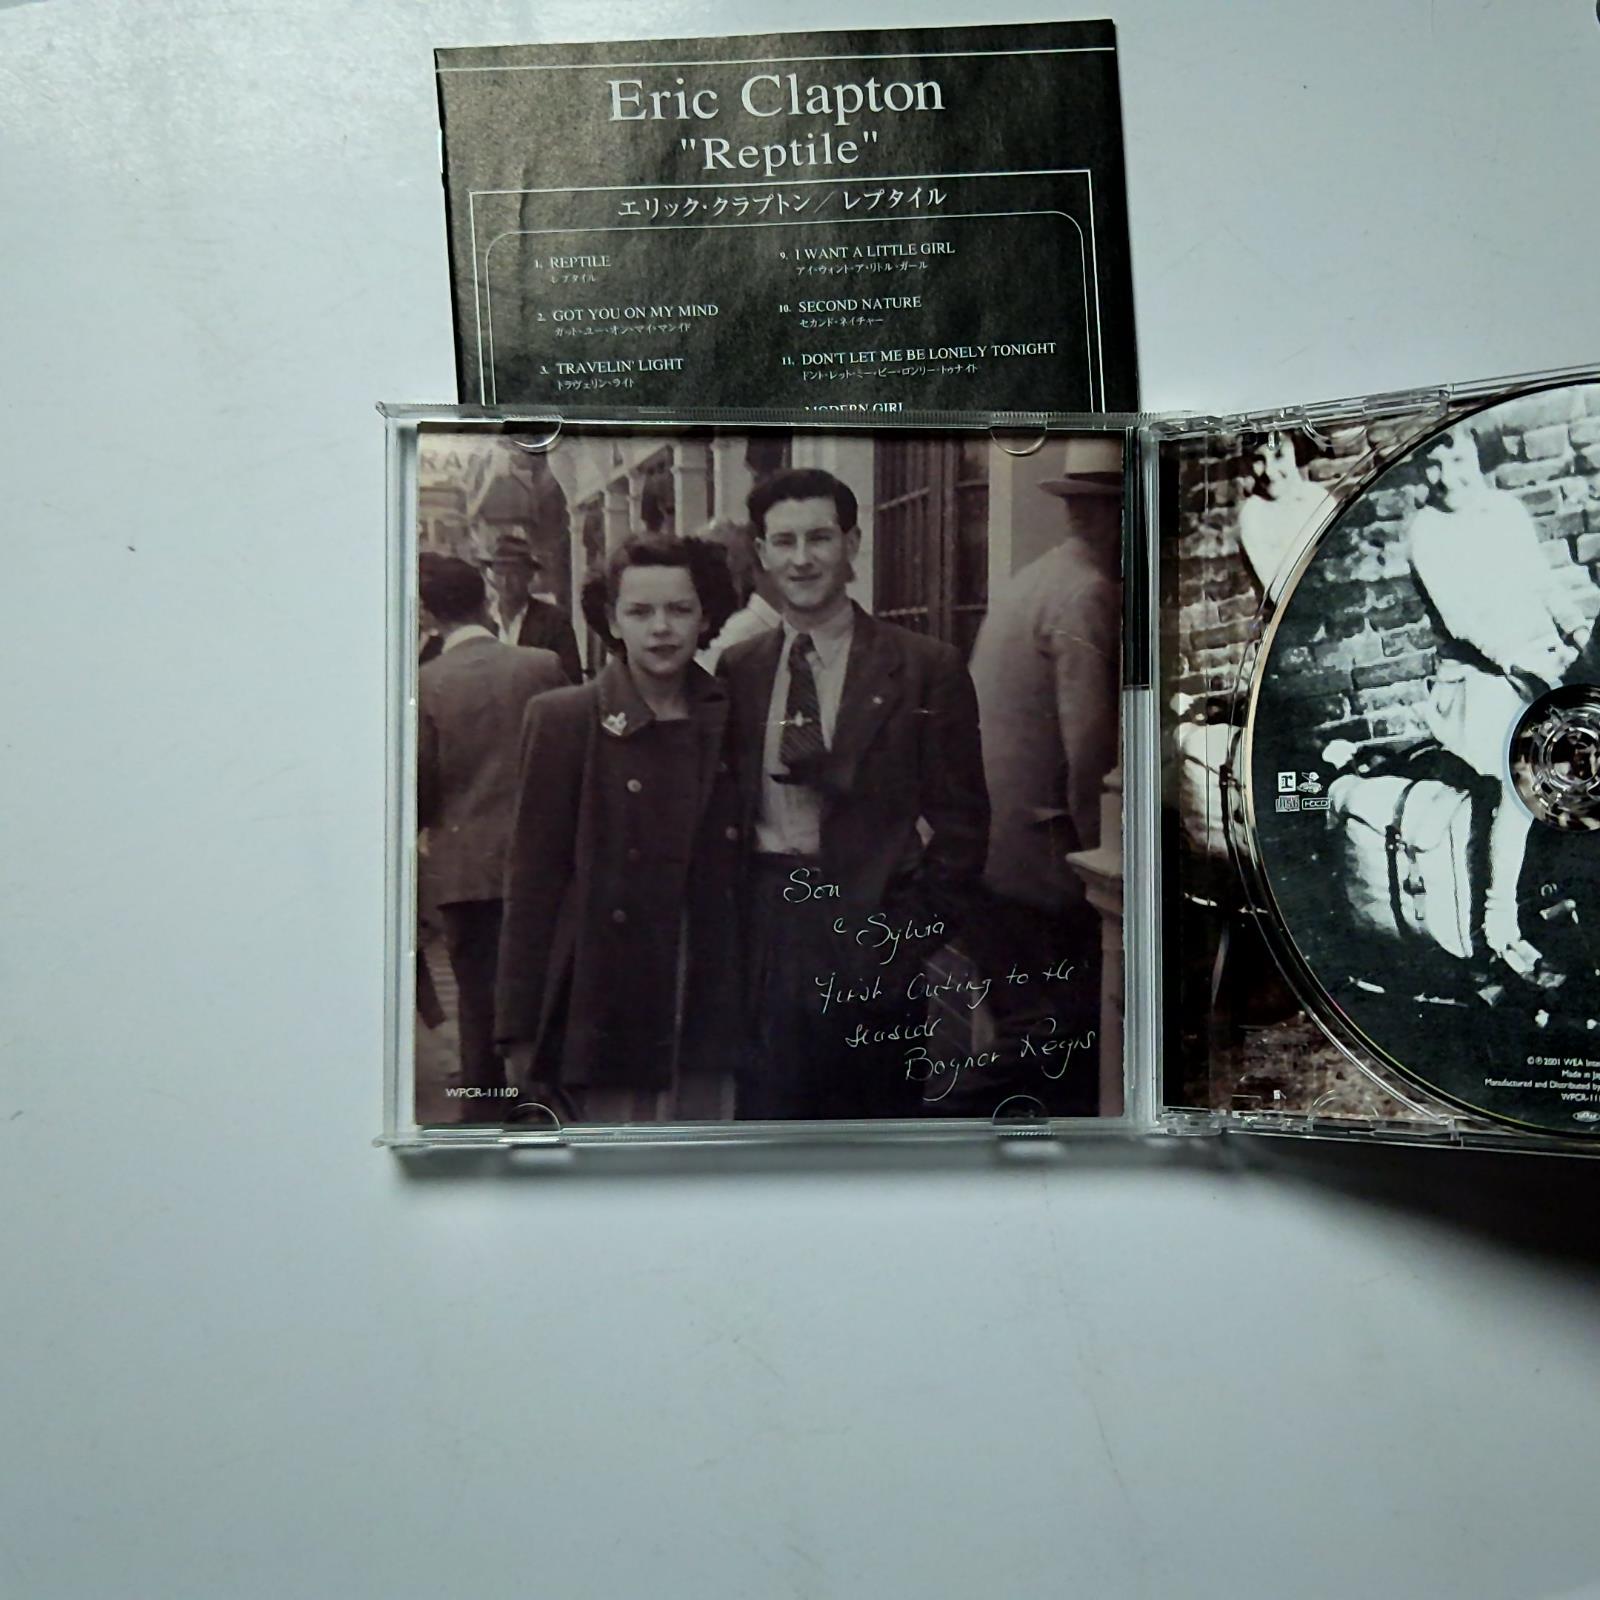 Eric Clapton
"Reptile"
エリック・クラプトン／レプタイル
1. REPTILE
レプタイル
2. GOT YOU ON MY MIND
ガット・ユー・オン・マイ・マインド
3. TRAVELIN' LIGHT
トラヴェリン・ライト
9. I WANT A LITTLE GIRL
アイ・ウォント・ア・リトル・ガール
10. SECOND NATURE
セカンド・ネイチャー
11. DON'T LET ME BE LONELY TONIGHT
ドント・レット・ミー・ビー・ロンリー・トゥナイト
MODERN GIRL
RA
Son
Sylvia
First Outing to the
seaside
Bognor Regis
WPCR-11100
r
HDCD
©℗2001 WEA
Made in
Manufactured and Distributed by